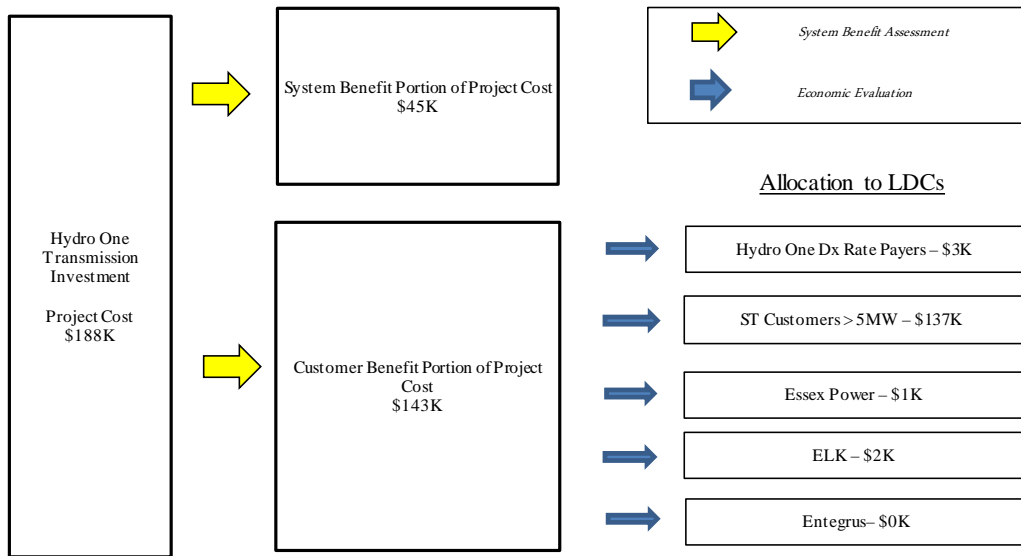 Hydro One
Transmission
Investment
Project Cost
$188K
System Benefit Portion of Project Cost
$45K
Customer Benefit Portion of Project
Cost
$143K
System Benefit Assessment
Economic Evaluation
Allocation to LDCs
Hydro One Dx Rate Payers – $3K
ST Customers > 5MW – $137K
Essex Power – $1K
ELK – $2K
Entegrus– $0K